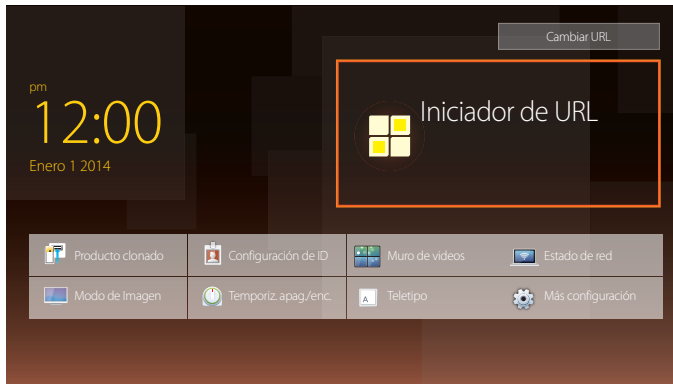 Cambiar URL
pm
12:00
Enero 1 2014
Iniciador de URL
Producto clonado
Configuración de ID
Muro de videos
Estado de red
Modo de Imagen
Temporiz. apag./enc.
A
Teletipo
Más configuración